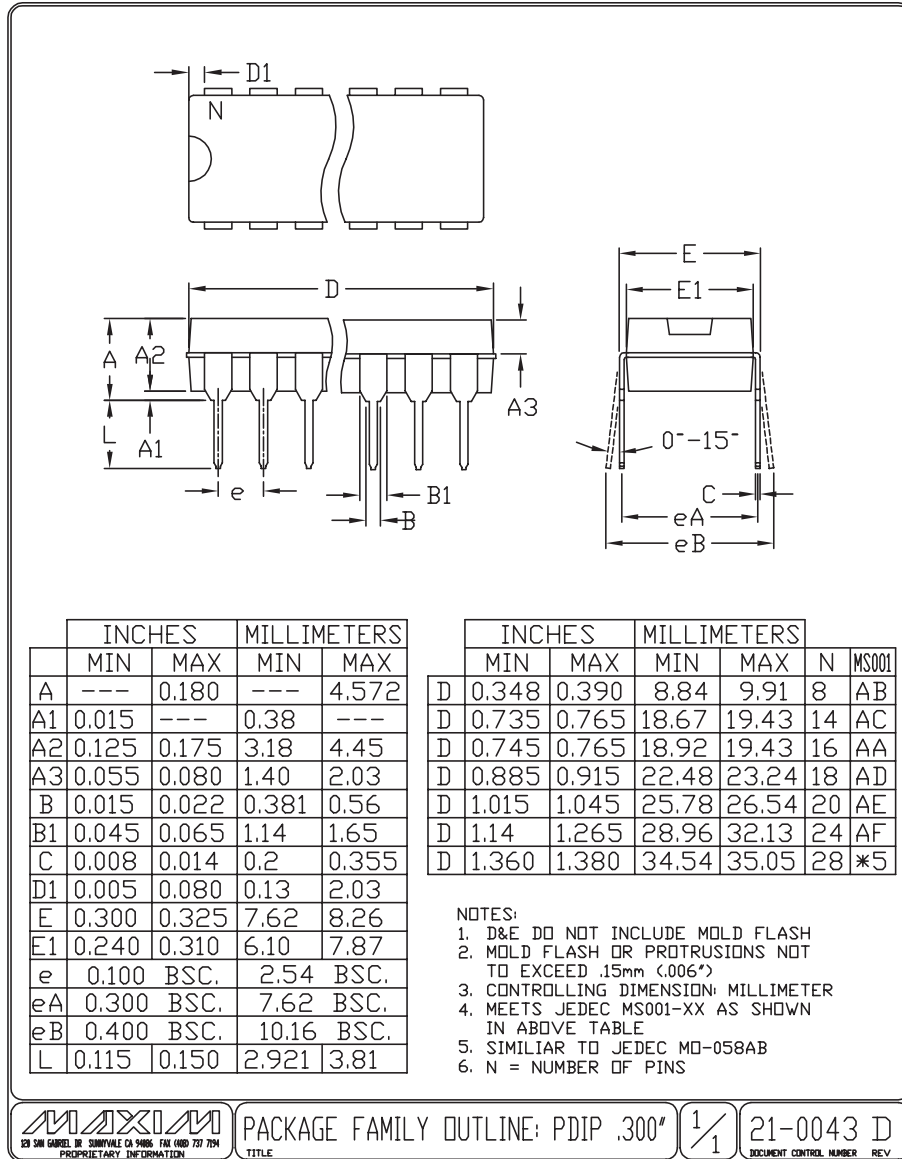 D1
N
D
E
E1
A
A2
A3
L
A1
0°-15°
e
B1
B
C
eA
eB
INCHES MILLIMETERS
MIN MAX MIN MAX
A --- 0.180 --- 4.572
A1 0.015 --- 0.38 ---
A2 0.125 0.175 3.18 4.45
A3 0.055 0.080 1.40 2.03
B 0.015 0.022 0.381 0.56
B1 0.045 0.065 1.14 1.65
C 0.008 0.014 0.2 0.355
D1 0.005 0.080 0.13 2.03
E 0.300 0.325 7.62 8.26
E1 0.240 0.310 6.10 7.87
e 0.100 BSC. 2.54 BSC.
eA 0.300 BSC. 7.62 BSC.
eB 0.400 BSC. 10.16 BSC.
L 0.115 0.150 2.921 3.81
INCHES MILLIMETERS
MIN MAX MIN MAX N MS001
D 0.348 0.390 8.84 9.91 8 AB
D 0.735 0.765 18.67 19.43 14 AC
D 0.745 0.765 18.92 19.43 16 AA
D 0.885 0.915 22.48 23.24 18 AD
D 1.015 1.045 25.78 26.54 20 AE
D 1.14 1.265 28.96 32.13 24 AF
D 1.360 1.380 34.54 35.05 28 *5
NOTES:
1. D&E DO NOT INCLUDE MOLD FLASH
2. MOLD FLASH OR PROTRUSIONS NOT
TO EXCEED .15mm (.006")
3. CONTROLLING DIMENSION: MILLIMETER
4. MEETS JEDEC MS001-XX AS SHOWN
IN ABOVE TABLE
5. SIMILIAR TO JEDEC MO-058AB
6. N = NUMBER OF PINS
MAXIM
120 SAN GABRIEL DR SUNNYVALE CA 94086 FAX (408) 737 7194
PROPRIETARY INFORMATION
PACKAGE FAMILY OUTLINE: PDIP .300"
TITLE
1/1
21-0043 D
DOCUMENT CONTROL NUMBER REV